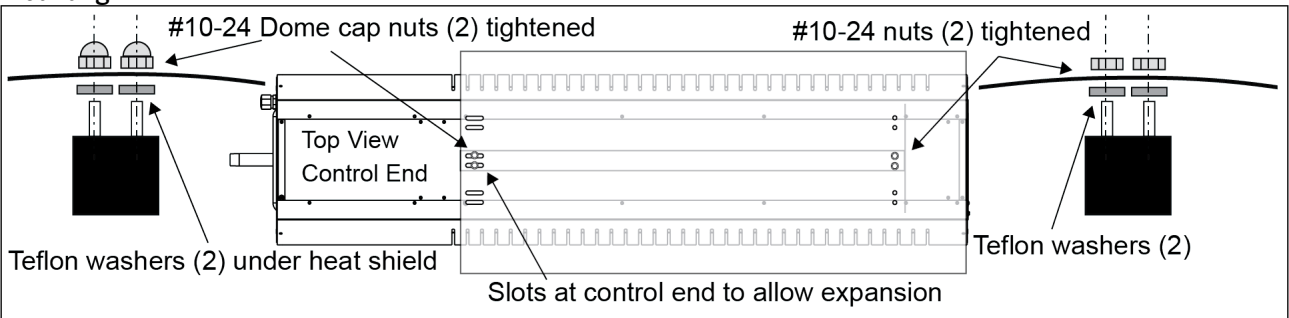 #10-24 Dome cap nuts (2) tightened
#10-24 nuts (2) tightened
Top View
Control End
Teflon washers (2) under heat shield
Teflon washers (2)
Slots at control end to allow expansion